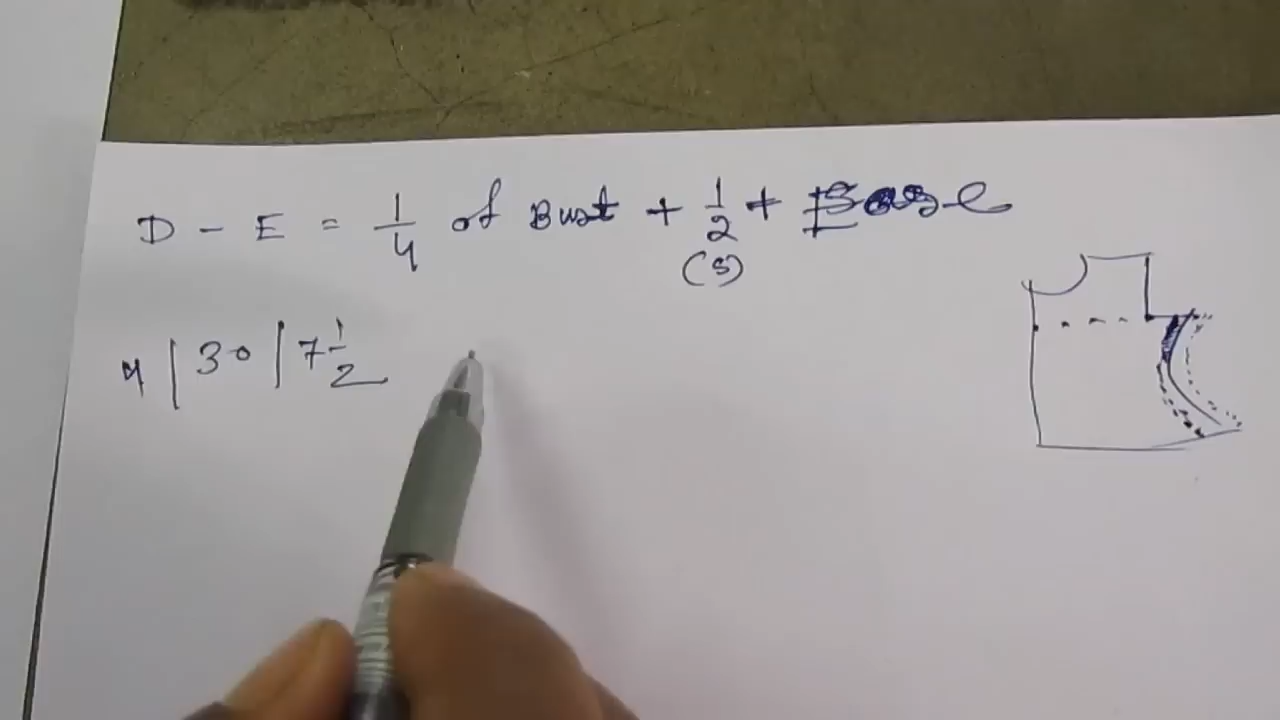 D - E = 1/4 of Bust + 1/2 + Ease
(s)
4 | 30 | 7 1/2